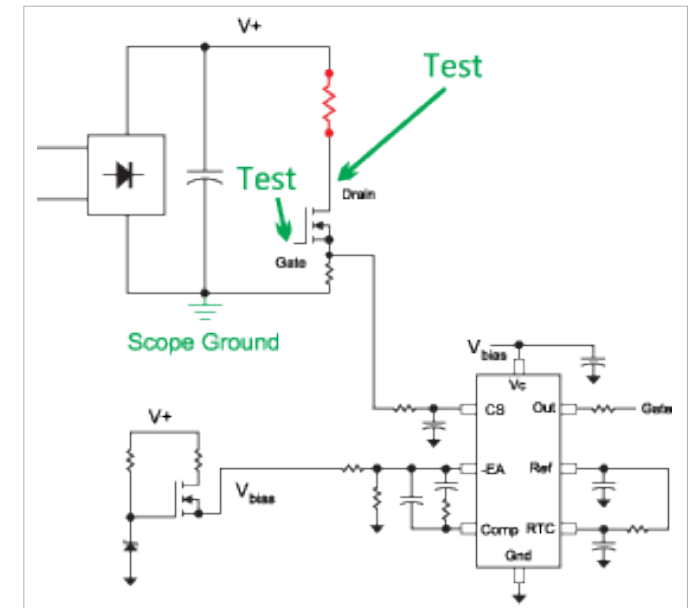 V+
Test
Test
Drain
Gate
Scope Ground
Vbias
Vc
CS
Out
Gate
V+
-EA
Ref
Vbias
Comp
RTC
Gnd